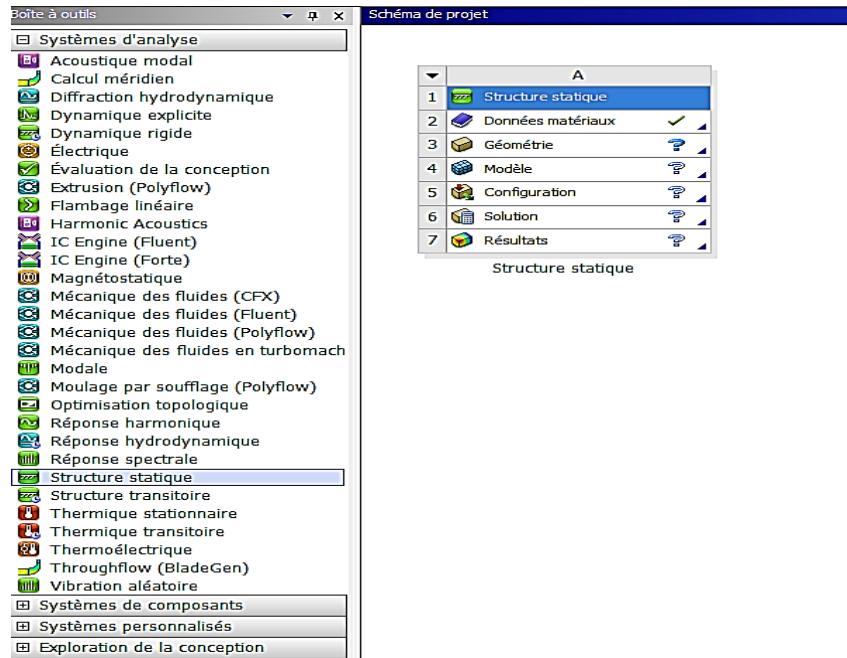 Boîte à outils
Systèmes d'analyse
Acoustique modal
Calcul méridien
Diffraction hydrodynamique
Dynamique explicite
Dynamique rigide
Électrique
Évaluation de la conception
Extrusion (Polyflow)
Flambage linéaire
Harmonic Acoustics
IC Engine (Fluent)
IC Engine (Forte)
Magnétostatique
Mécanique des fluides (CFX)
Mécanique des fluides (Fluent)
Mécanique des fluides (Polyflow)
Mécanique des fluides en turbomach
Modale
Moulage par soufflage (Polyflow)
Optimisation topologique
Réponse harmonique
Réponse hydrodynamique
Réponse spectrale
Structure statique
Structure transitoire
Thermique stationnaire
Thermique transitoire
Thermoélectrique
Throughflow (BladeGen)
Vibration aléatoire
Systèmes de composants
Systèmes personnalisés
Exploration de la conception
Schéma de projet
A
1 Structure statique
2 Données matériaux
3 Géométrie
4 Modèle
5 Configuration
6 Solution
7 Résultats
Structure statique